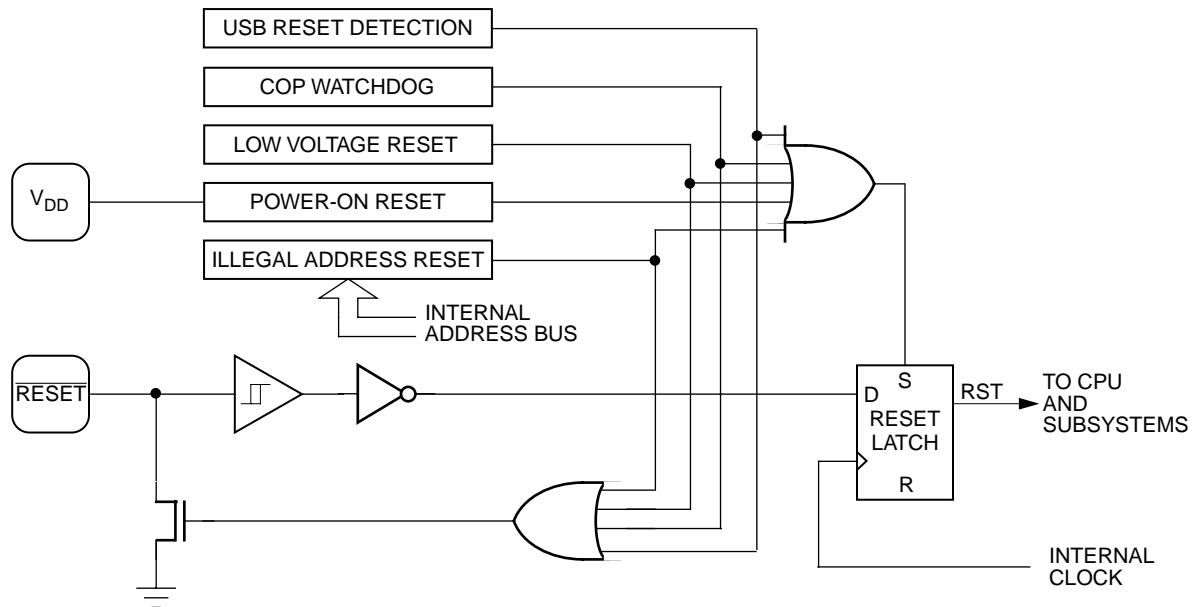 USB RESET DETECTION
COP WATCHDOG
LOW VOLTAGE RESET
VDD
POWER-ON RESET
ILLEGAL ADDRESS RESET
INTERNAL
ADDRESS BUS
RESET
D
S
RESET
LATCH
R
RST
TO CPU
AND
SUBSYSTEMS
INTERNAL
CLOCK